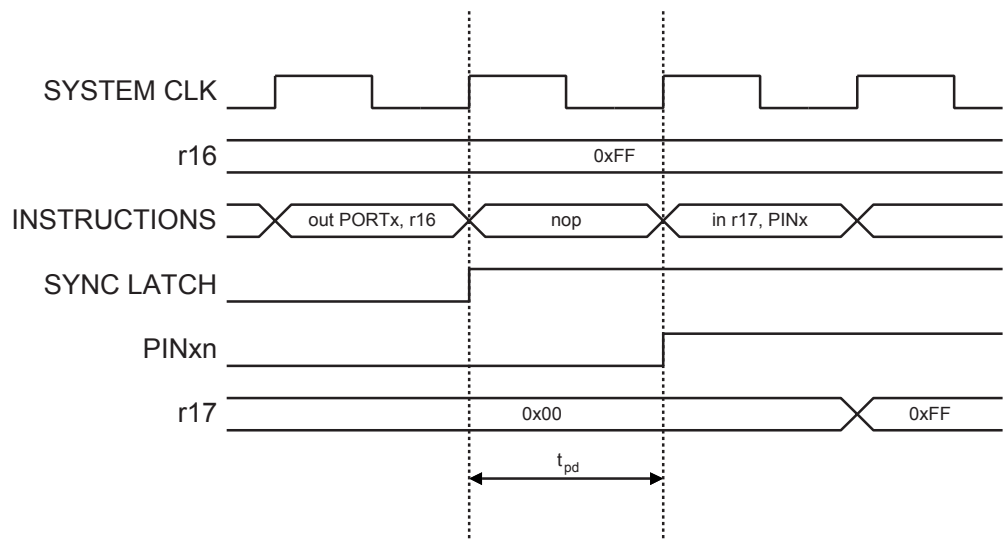 SYSTEM CLK
r16
0xFF
INSTRUCTIONS
out PORTx, r16
nop
in r17, PINx
SYNC LATCH
PINxn
r17
0x00
0xFF
tpd